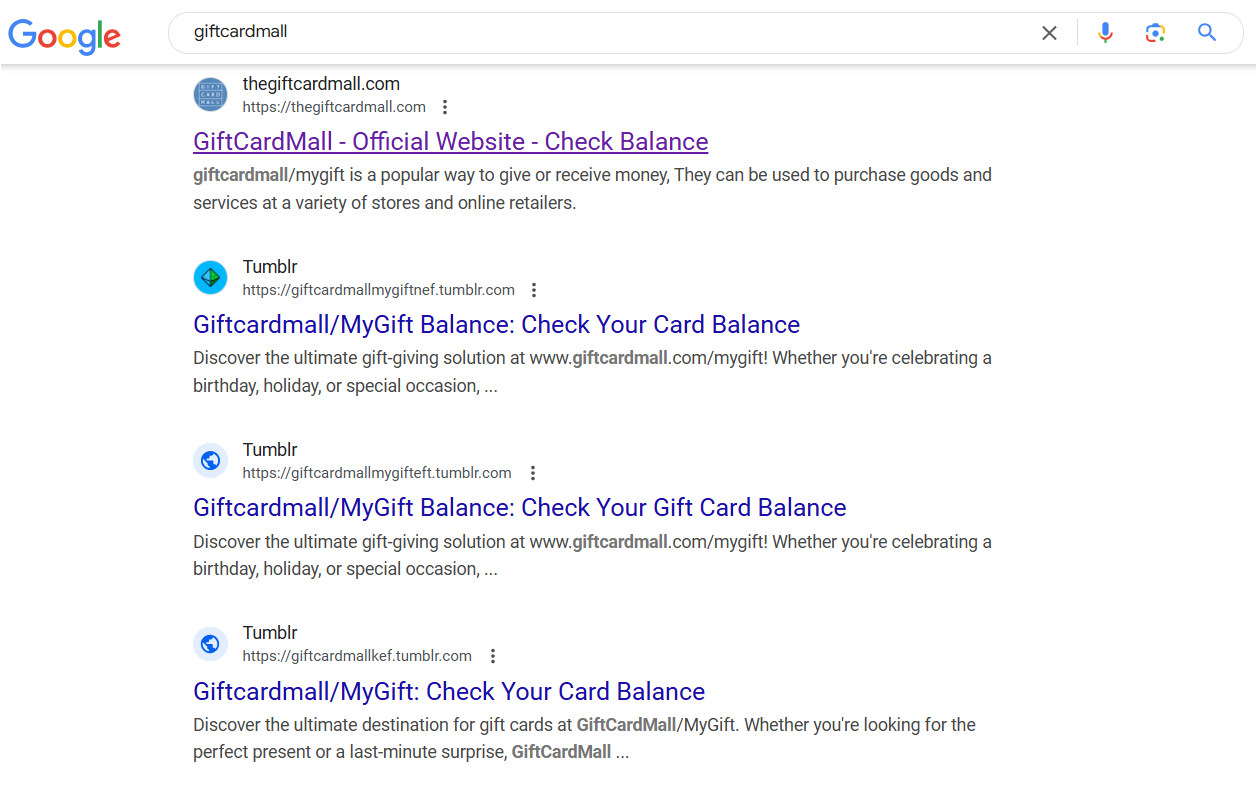 Google
giftcardmall
GIFT
CARD
MALL
thegiftcardmall.com
https://thegiftcardmall.com
GiftCardMall - Official Website - Check Balance
giftcardmall/mygift is a popular way to give or receive money, They can be used to purchase goods and
services at a variety of stores and online retailers.
Tumblr
https://giftcardmallmygiftnef.tumblr.com
Giftcardmall/MyGift Balance: Check Your Card Balance
Discover the ultimate gift-giving solution at www.giftcardmall.com/mygift! Whether you're celebrating a
birthday, holiday, or special occasion, ...
Tumblr
https://giftcardmallmygifteft.tumblr.com
Giftcardmall/MyGift Balance: Check Your Gift Card Balance
Discover the ultimate gift-giving solution at www.giftcardmall.com/mygift! Whether you're celebrating a
birthday, holiday, or special occasion, ...
Tumblr
https://giftcardmallkef.tumblr.com
Giftcardmall/MyGift: Check Your Card Balance
Discover the ultimate destination for gift cards at GiftCardMall/MyGift. Whether you're looking for the
perfect present or a last-minute surprise, GiftCardMall ...